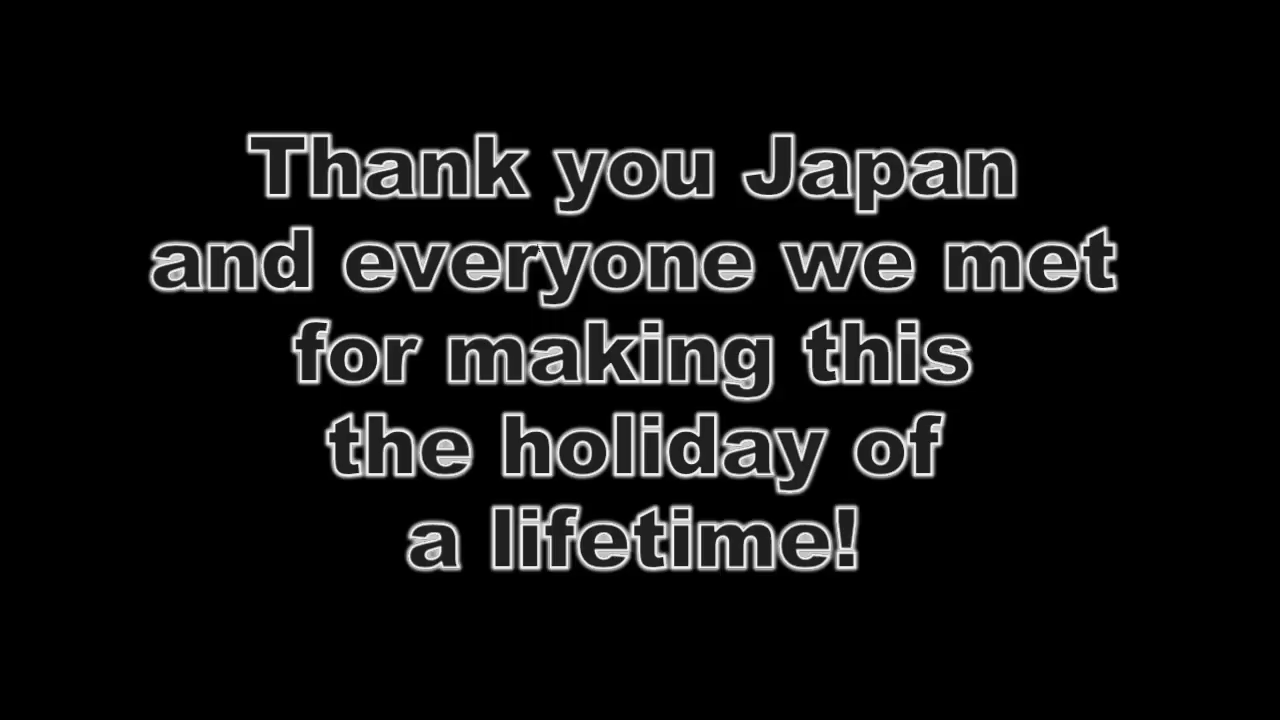 Thank you Japan
and everyone we met
for making this
the holiday of
a lifetime!